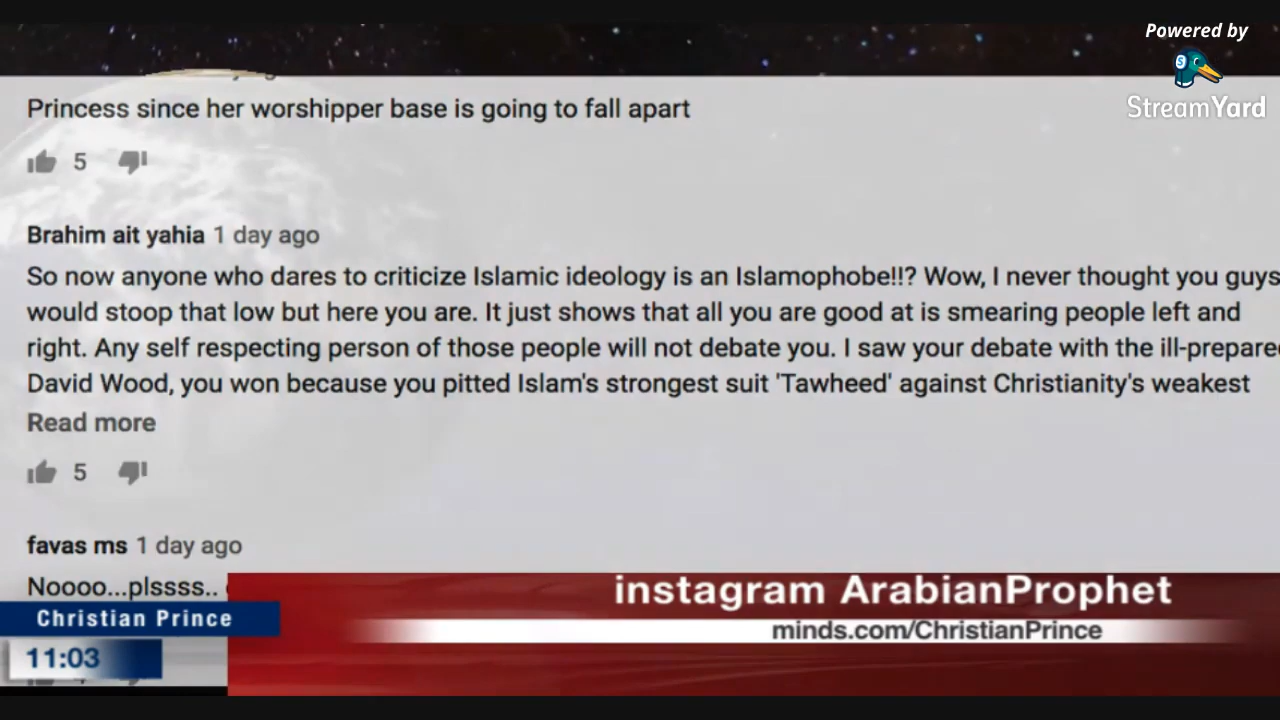 Powered by
StreamYard
Princess since her worshipper base is going to fall apart
5
Brahim ait yahia 1 day ago
So now anyone who dares to criticize Islamic ideology is an Islamophobe!!? Wow, I never thought you guys
would stoop that low but here you are. It just shows that all you are good at is smearing people left and
right. Any self respecting person of those people will not debate you. I saw your debate with the ill-prepared
David Wood, you won because you pitted Islam's strongest suit 'Tawheed' against Christianity's weakest
Read more
5
favas ms 1 day ago
Noooo...plssss..
instagram ArabianProphet
Christian Prince
minds.com/ChristianPrince
11:03